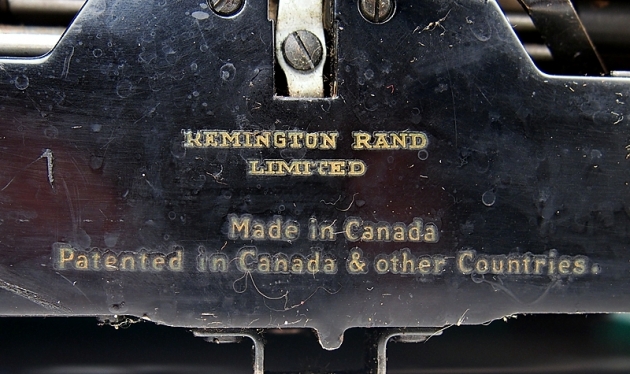 REMINGTON RAND
LIMITED
Made in Canada
Patented in Canada & other Countries.